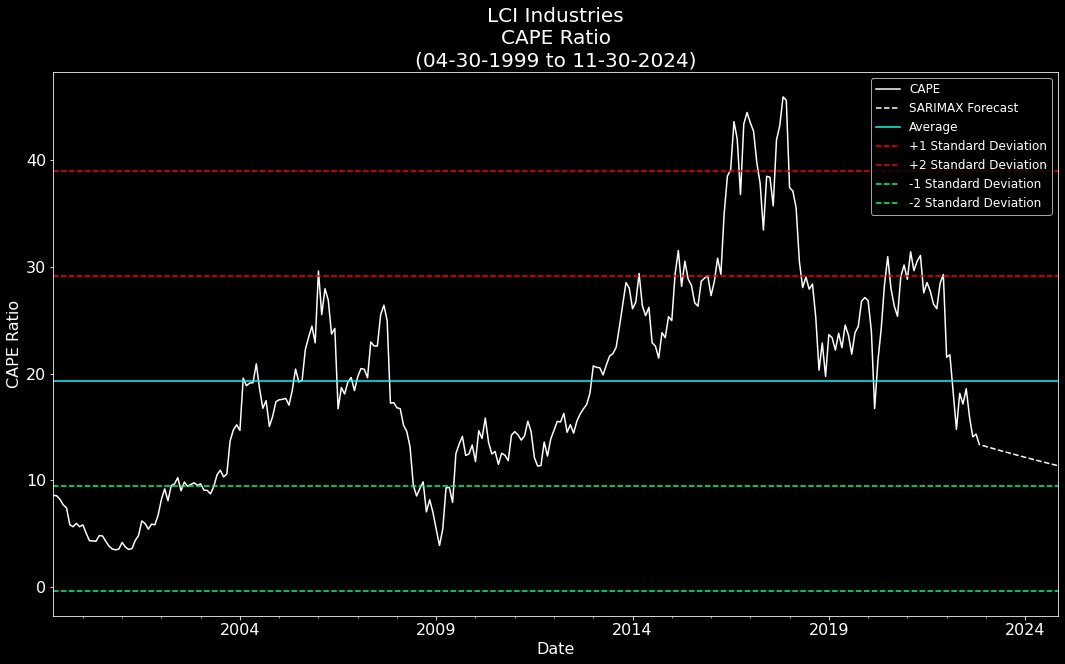 LCI Industries
CAPE Ratio
(04-30-1999 to 11-30-2024)
CAPE
SARIMAX Forecast
Average
+1 Standard Deviation
+2 Standard Deviation
-1 Standard Deviation
-2 Standard Deviation
CAPE Ratio
40
30
20
10
0
2004
2009
2014
2019
2024
Date